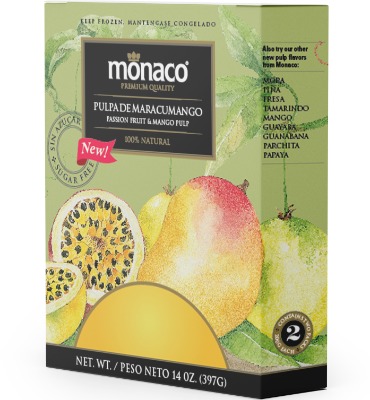 KEEP FROZEN. MANTENGASE CONGELADO
monaco®
PREMIUM QUALITY
PULPA DE MARACUMANGO
PASSION FRUIT & MANGO PULP
100% NATURAL
SIN AZUCAR
New!
SUGAR FREE
NET. WT. / PESO NETO 14 OZ. (397G)
Also try our other
new pulp flavors
from Monaco:
MORA
PIÑA
FRESA
TAMARINDO
MANGO
GUAYABA
GUANABANA
PARCHITA
PAPAYA
2